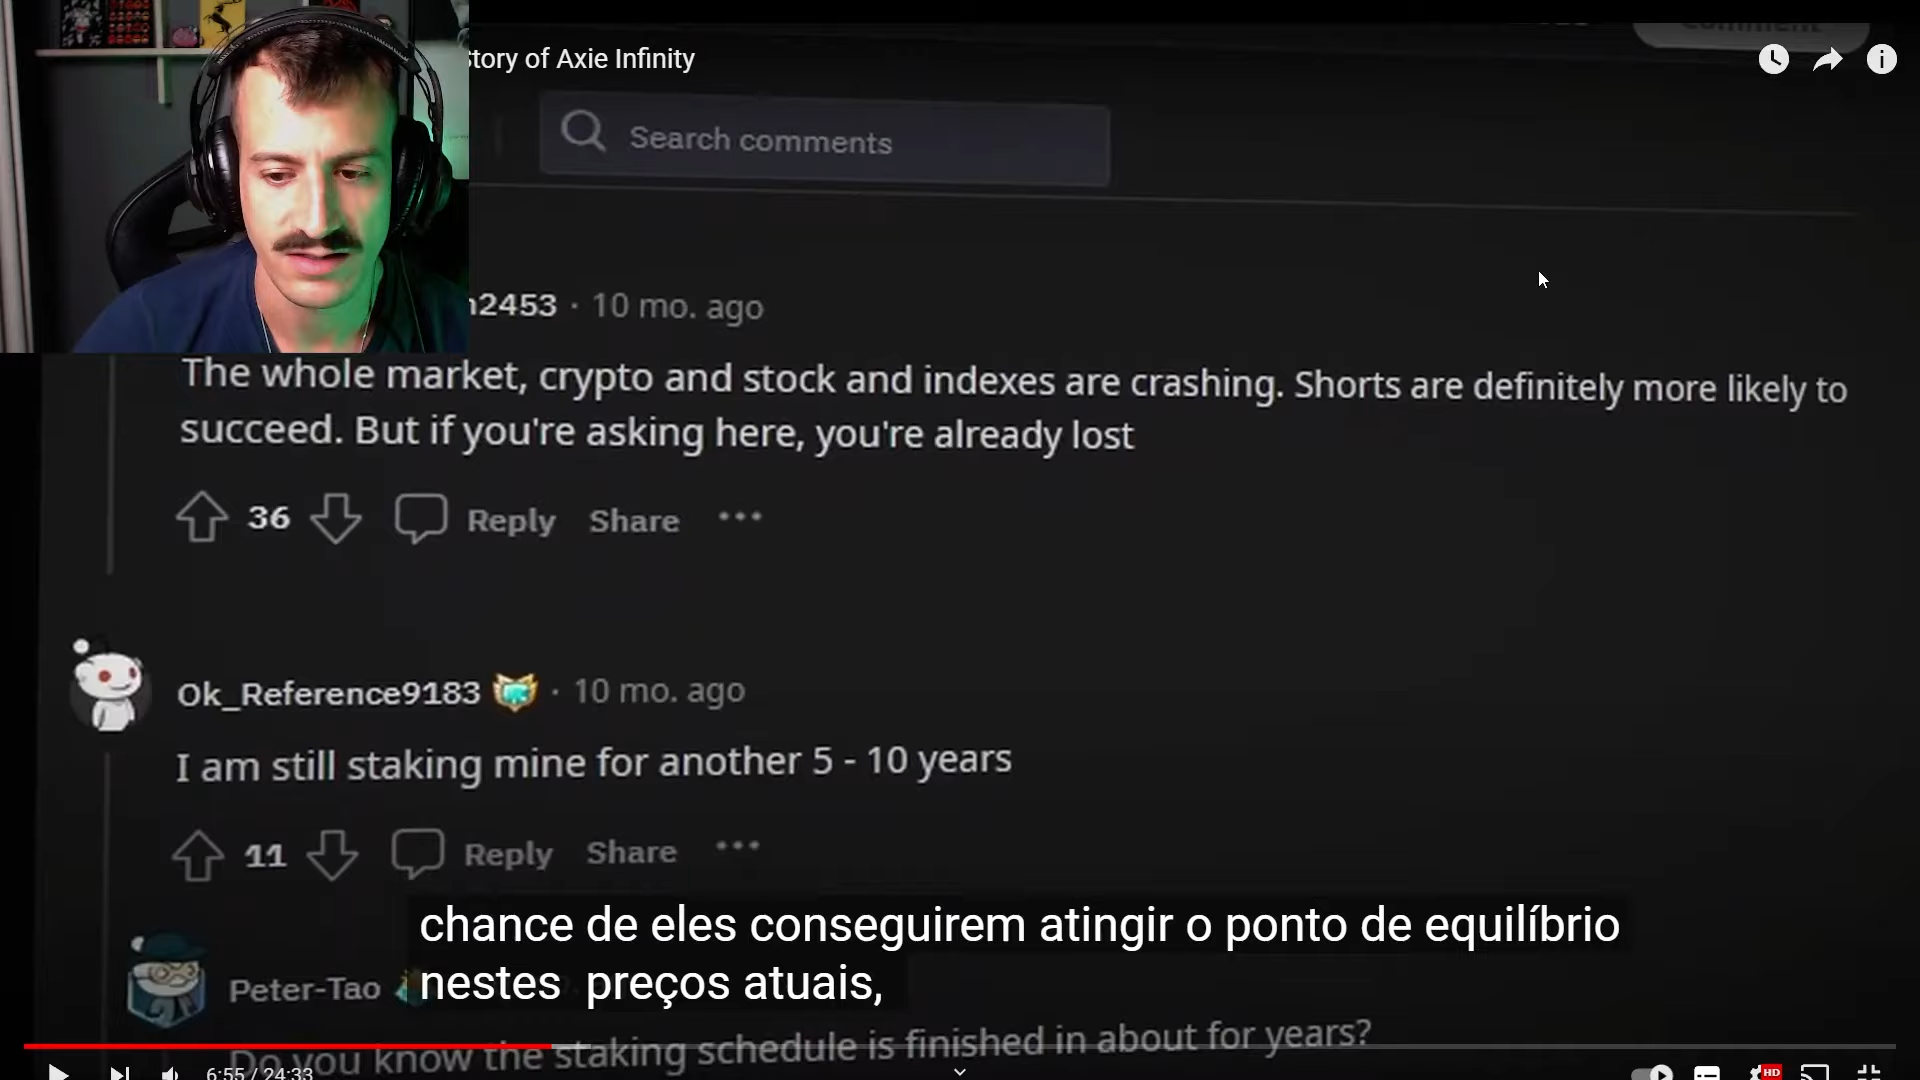 Story of Axie Infinity
Search comments
n2453 · 10 mo. ago
The whole market, crypto and stock and indexes are crashing. Shorts are definitely more likely to
succeed. But if you're asking here, you're already lost
36 Reply Share ···
Ok_Reference9183 · 10 mo. ago
I am still staking mine for another 5 - 10 years
11 Reply Share ···
chance de eles conseguirem atingir o ponto de equilíbrio
nestes preços atuais,
Peter-Tao
Do you know the staking schedule is finished in about for years?
6:55 / 24:33
HD